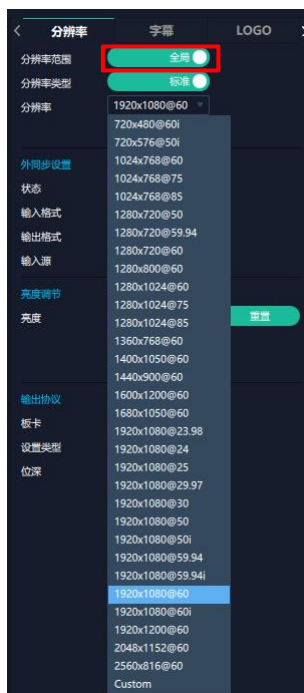 < 分辨率 字幕 LOGO >
分辨率范围 全局
分辨率类型 标准
分辨率 1920x1080@60
720x480@60i
720x576@50i
外同步设置 1024x768@60
1024x768@75
状态 1024x768@85
输入格式 1280x720@50
输出格式 1280x720@59.94
1280x720@60
输入源 1280x800@60
亮度调节 1280x1024@60
1280x1024@75
亮度 1280x1024@85 重置
1360x768@60
1400x1050@60
1440x900@60
输出协议 1600x1200@60
板卡 1680x1050@60
1920x1080@23.98
设置类型 1920x1080@24
位深 1920x1080@25
1920x1080@29.97
1920x1080@30
1920x1080@50
1920x1080@50i
1920x1080@59.94
1920x1080@59.94i
1920x1080@60
1920x1080@60i
1920x1200@60
2048x1152@60
2560x816@60
Custom